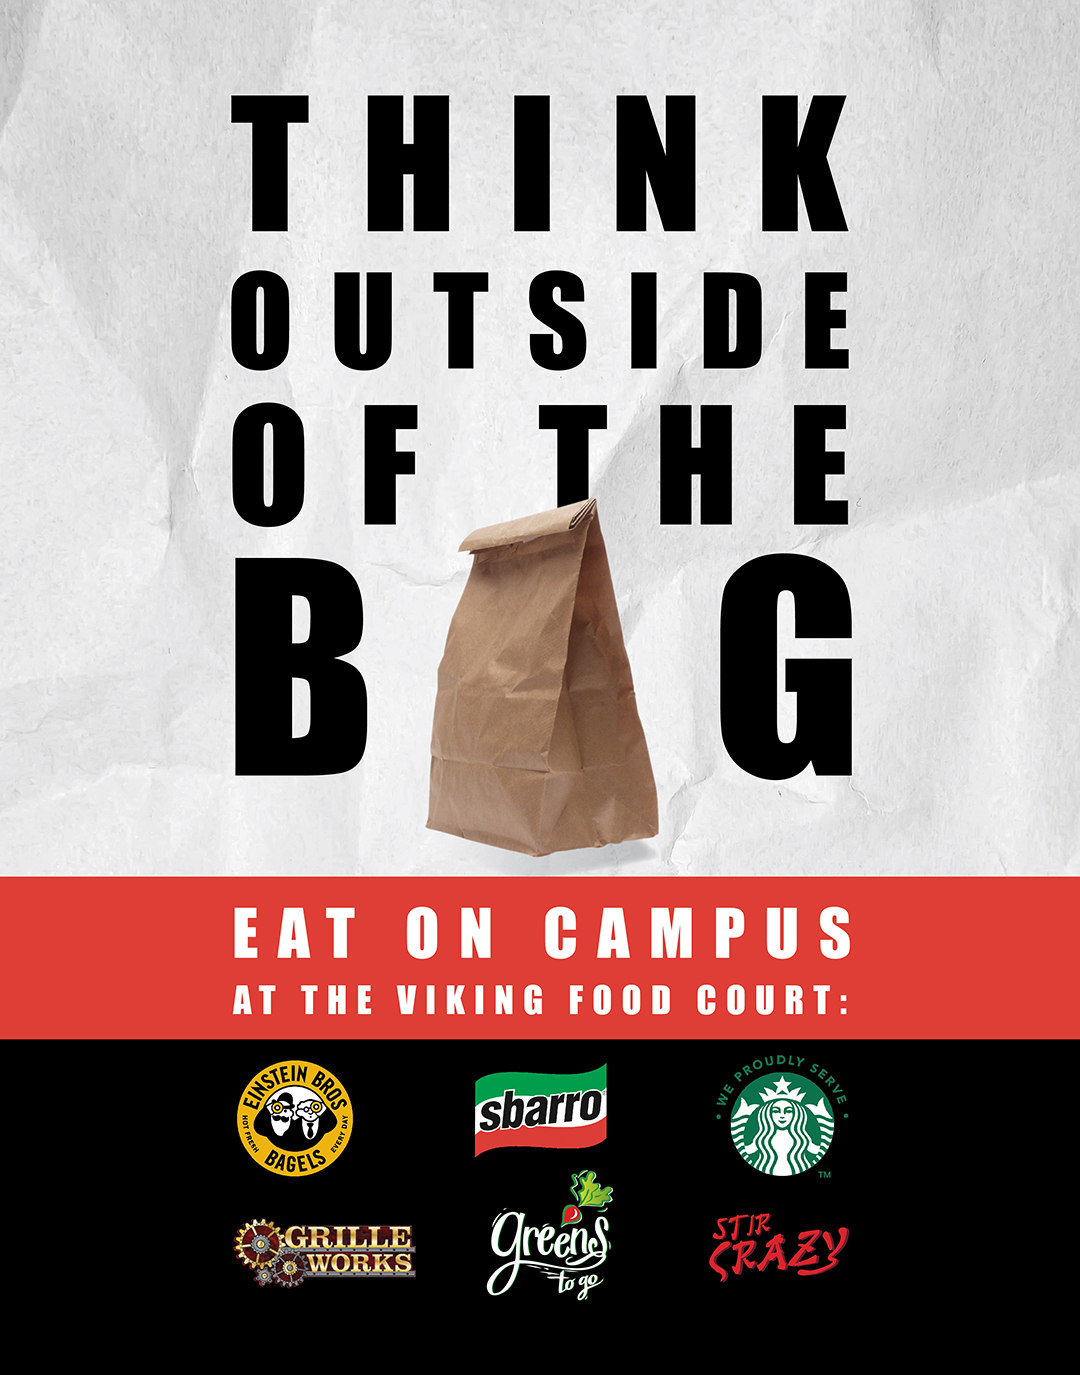 THINK
OUTSIDE
OF THE
B G
EAT ON CAMPUS
AT THE VIKING FOOD COURT:
EINSTEIN BROS
HOT FRESH
EVERY DAY
BAGELS
sbarro
WE PROUDLY SERVE
TM
GRILLE
WORKS
greens
to go
STIR
CRAZY